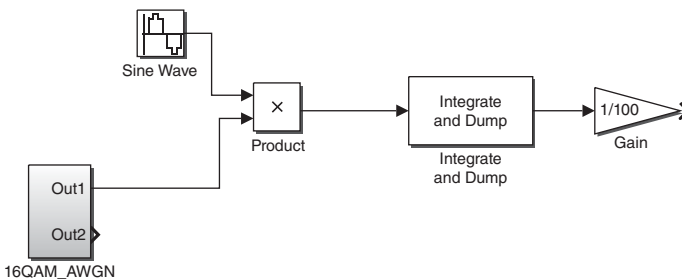 Sine Wave
×
Product
Integrate
and Dump
Integrate
and Dump
1/100
Gain
Out1
Out2
16QAM_AWGN